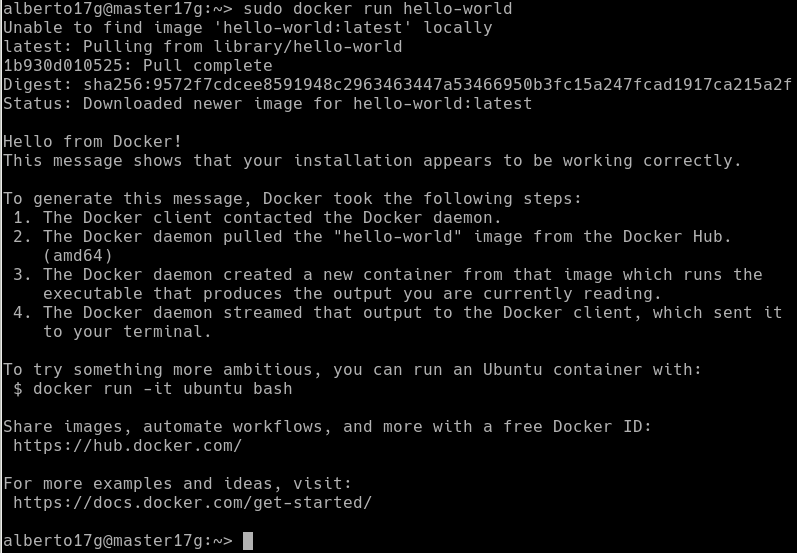 alberto17g@master17g:~> sudo docker run hello-world
Unable to find image 'hello-world:latest' locally
latest: Pulling from library/hello-world
1b930d010525: Pull complete
Digest: sha256:9572f7cdcee8591948c2963463447a53466950b3fc15a247fcad1917ca215a2f
Status: Downloaded newer image for hello-world:latest
Hello from Docker!
This message shows that your installation appears to be working correctly.
To generate this message, Docker took the following steps:
1. The Docker client contacted the Docker daemon.
2. The Docker daemon pulled the "hello-world" image from the Docker Hub.
(amd64)
3. The Docker daemon created a new container from that image which runs the
executable that produces the output you are currently reading.
4. The Docker daemon streamed that output to the Docker client, which sent it
to your terminal.
To try something more ambitious, you can run an Ubuntu container with:
$ docker run -it ubuntu bash
Share images, automate workflows, and more with a free Docker ID:
https://hub.docker.com/
For more examples and ideas, visit:
https://docs.docker.com/get-started/
alberto17g@master17g:~>